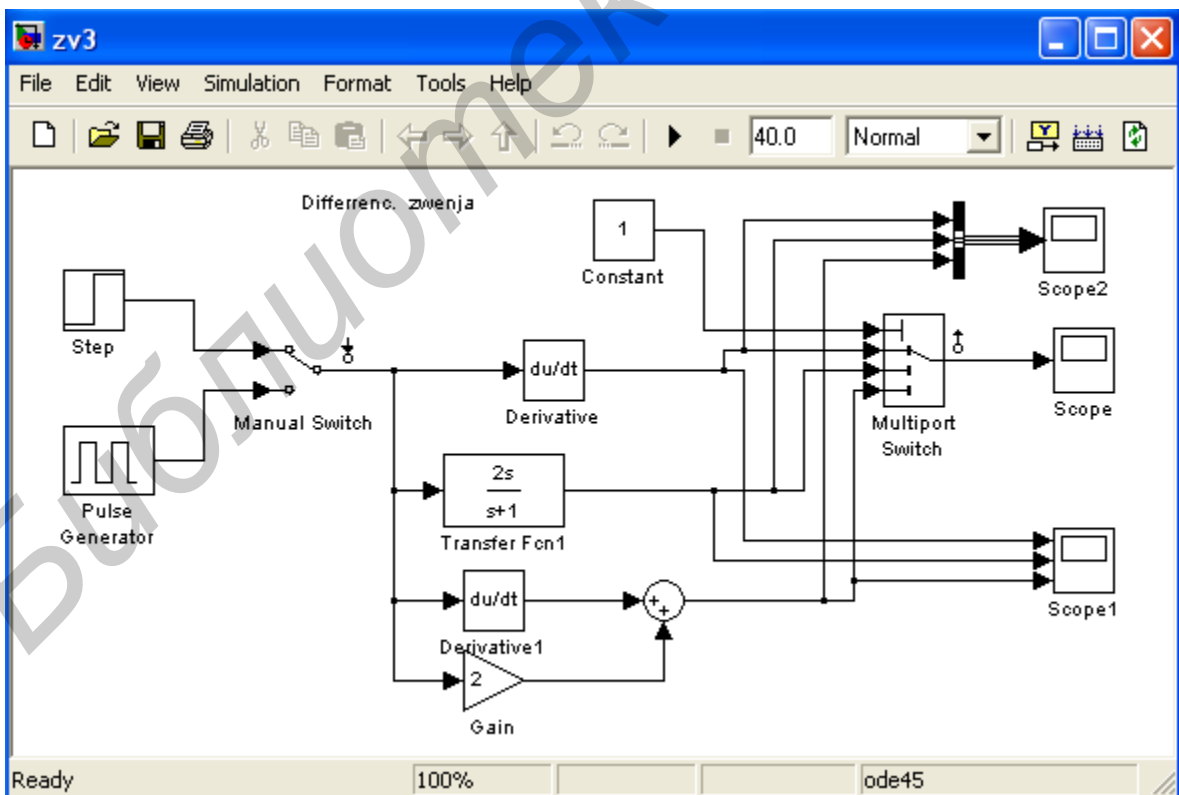 zv3
File Edit View Simulation Format Tools Help
40.0 Normal
Differrenc. zwenja
1
Constant
Scope2
Step
Manual Switch
du/dt
Derivative
Multiport
Switch
Scope
Pulse
Generator
2s
s+1
Transfer Fcn1
du/dt
Derivative1
+
+
Scope1
2
Gain
Ready 100% ode45
Библиотек